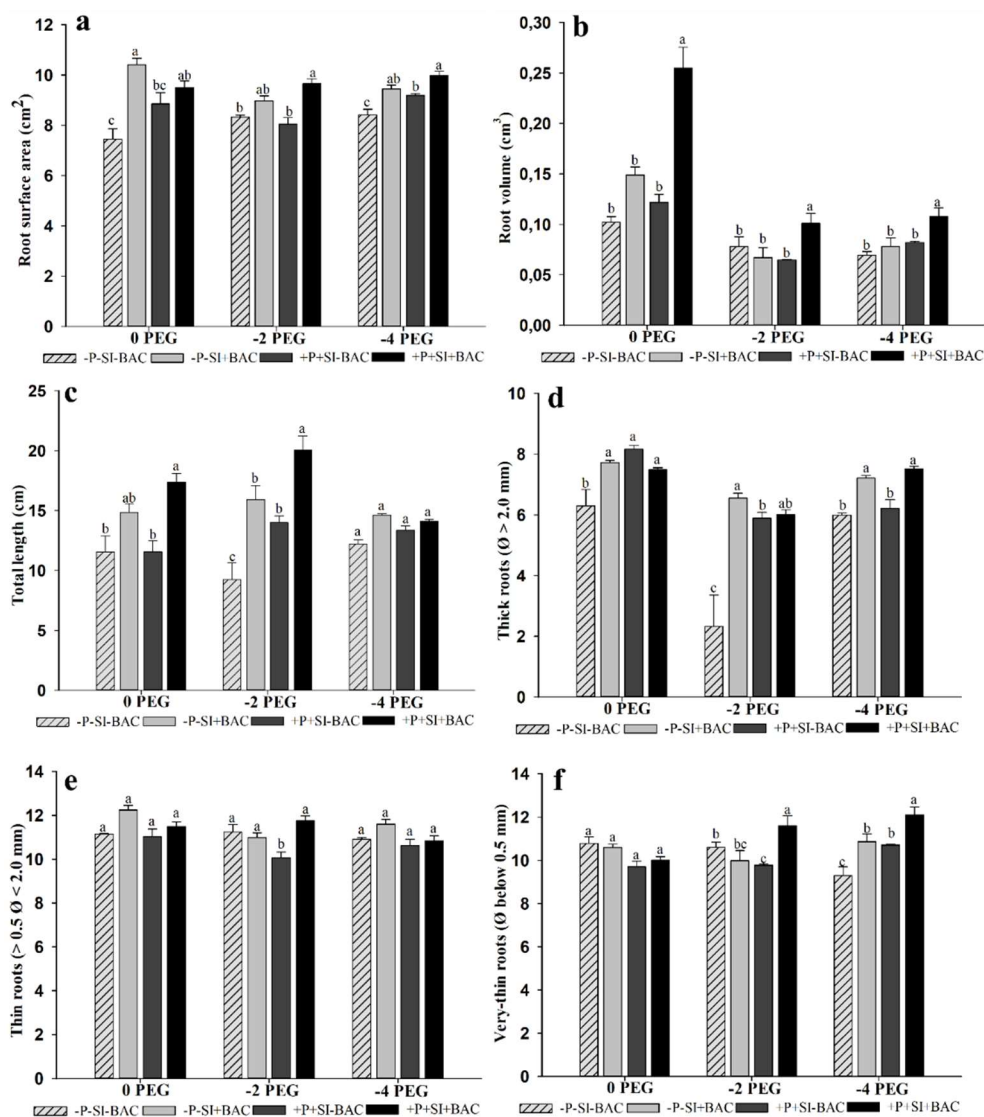 a
Root surface area (cm²)
12
10
8
6
4
2
0
c
a
bc
ab
b
ab
b
a
c
ab
b
a
0 PEG
-2 PEG
-4 PEG
-P-SI-BAC
-P-SI+BAC
+P+SI-BAC
+P+SI+BAC
b
Root volume (cm³)
0,30
0,25
0,20
0,15
0,10
0,05
0,00
b
b
b
a
b
b
b
a
b
b
b
a
0 PEG
-2 PEG
-4 PEG
-P-SI-BAC
-P-SI+BAC
+P+SI-BAC
+P+SI+BAC
c
Total length (cm)
25
20
15
10
5
0
b
ab
b
a
c
b
b
a
a
a
a
a
0 PEG
-2 PEG
-4 PEG
-P-SI-BAC
-P-SI+BAC
+P+SI-BAC
+P+SI+BAC
d
Thick roots (Ø > 2.0 mm)
10
8
6
4
2
0
b
a
a
a
c
a
b
ab
b
a
b
a
0 PEG
-2 PEG
-4 PEG
-P-SI-BAC
-P-SI+BAC
+P+SI-BAC
+P+SI+BAC
e
Thin roots (> 0.5 Ø < 2.0 mm)
14
12
10
8
6
4
2
0
a
a
a
a
a
a
b
a
a
a
a
a
0 PEG
-2 PEG
-4 PEG
-P-SI-BAC
-P-SI+BAC
+P+SI-BAC
+P+SI+BAC
f
Very-thin roots (Ø below 0.5 mm)
14
12
10
8
6
4
2
0
a
a
a
a
b
bc
c
a
c
b
b
a
0 PEG
-2 PEG
-4 PEG
-P-SI-BAC
-P-SI+BAC
+P+SI-BAC
+P+SI+BAC